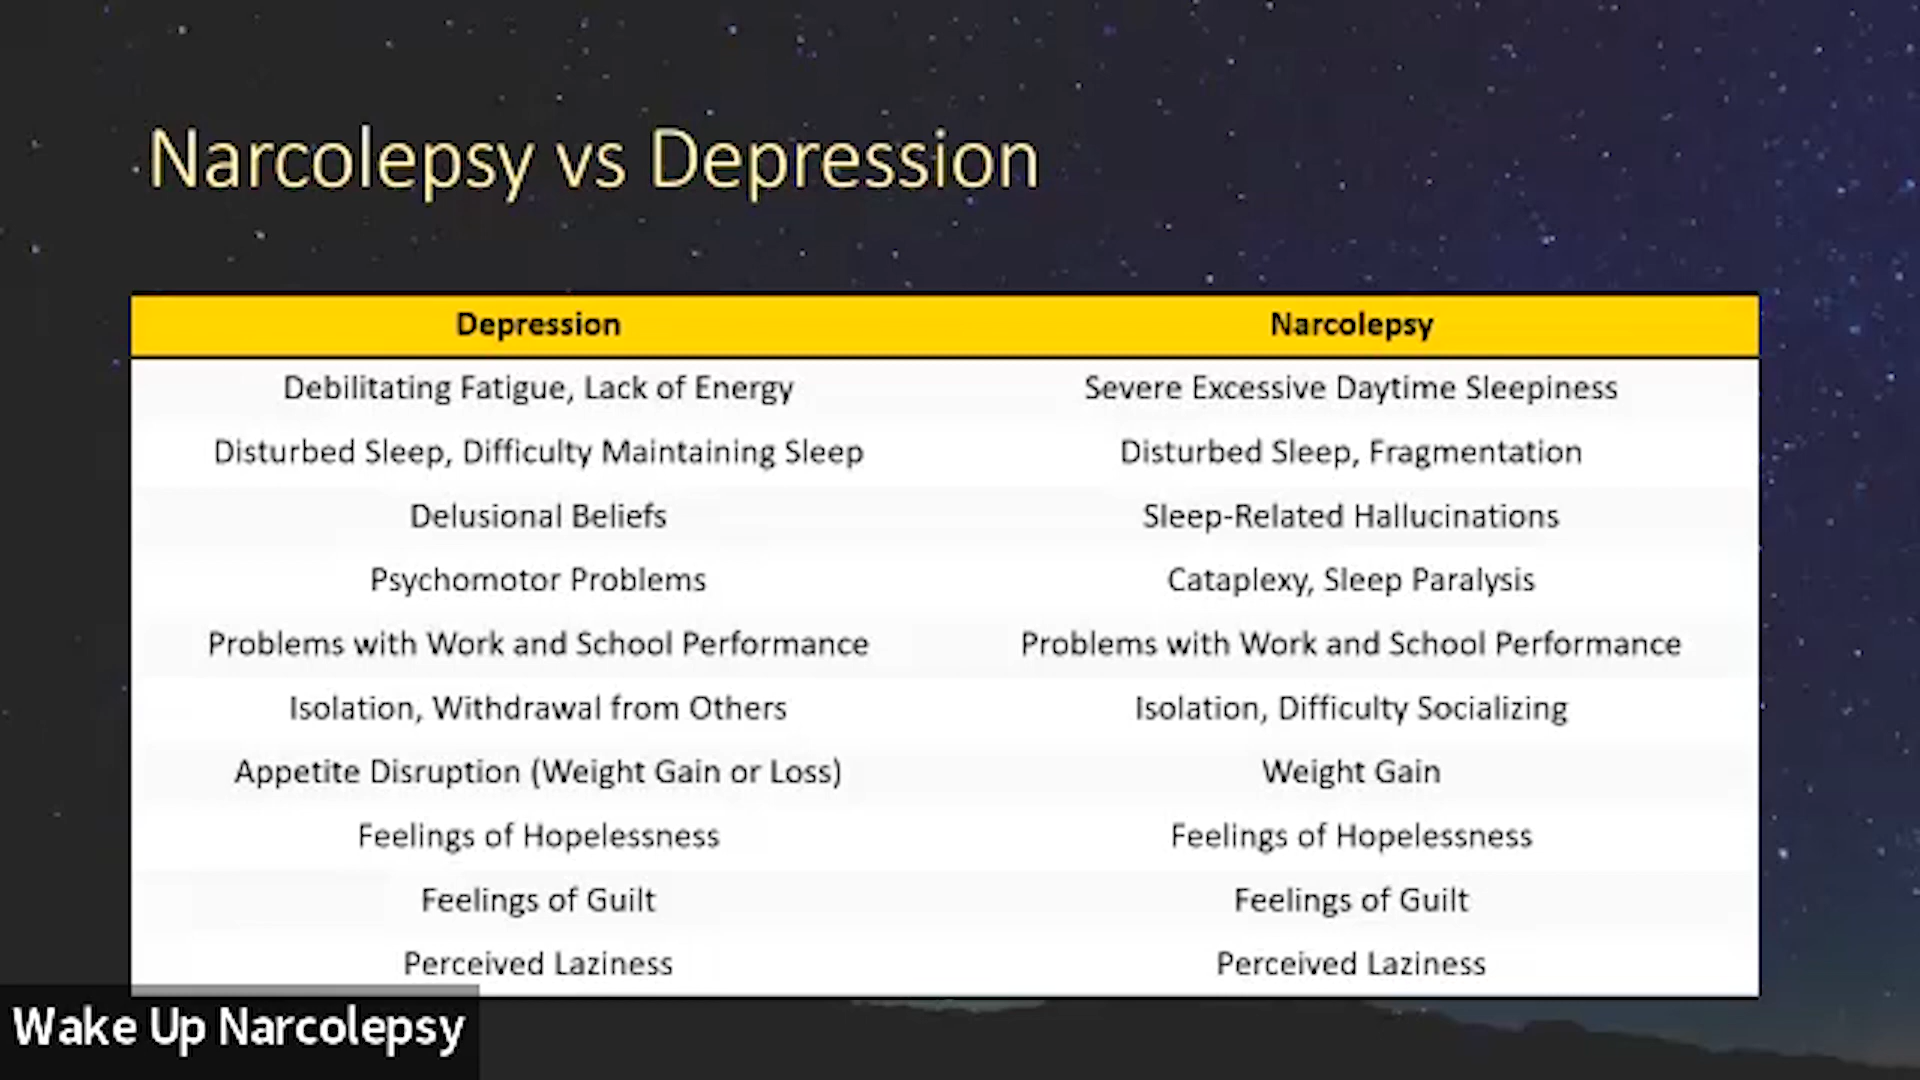 Narcolepsy vs Depression
Depression Narcolepsy
Debilitating Fatigue, Lack of Energy Severe Excessive Daytime Sleepiness
Disturbed Sleep, Difficulty Maintaining Sleep Disturbed Sleep, Fragmentation
Delusional Beliefs Sleep-Related Hallucinations
Psychomotor Problems Cataplexy, Sleep Paralysis
Problems with Work and School Performance Problems with Work and School Performance
Isolation, Withdrawal from Others Isolation, Difficulty Socializing
Appetite Disruption (Weight Gain or Loss) Weight Gain
Feelings of Hopelessness Feelings of Hopelessness
Feelings of Guilt Feelings of Guilt
Perceived Laziness Perceived Laziness
Wake Up Narcolepsy